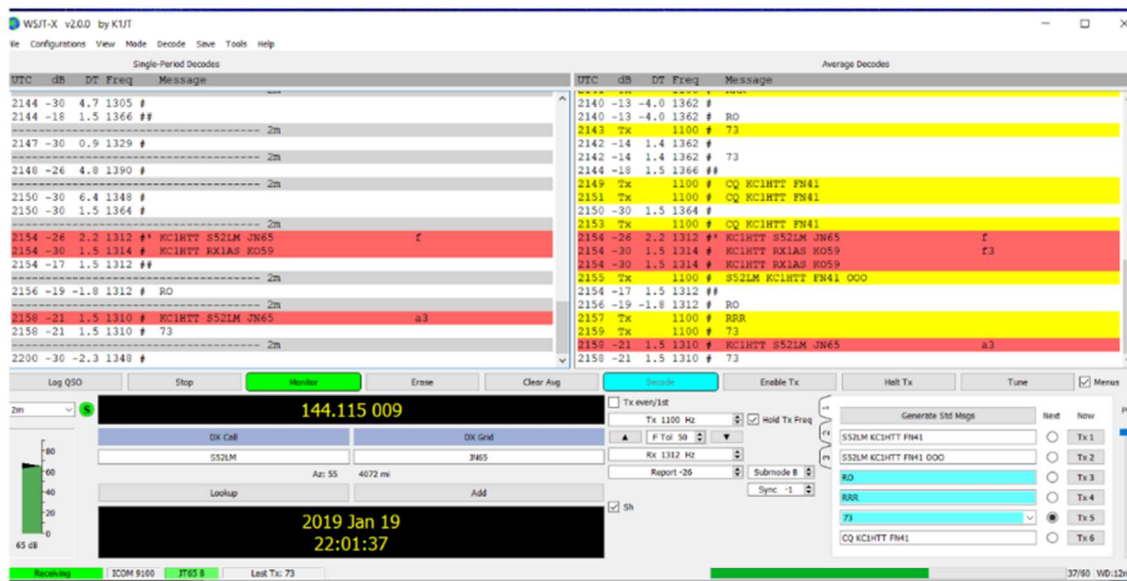 WSJT-X v2.0.0 by K1JT
File Configurations View Mode Decode Save Tools Help
Single-Period Decodes
UTC dB DT Freq Message
2144 -30 4.7 1305 #
2144 -18 1.5 1366 ##
---------------------------------------- 2m
2147 -30 0.9 1329 #
---------------------------------------- 2m
2148 -26 4.8 1390 #
---------------------------------------- 2m
2150 -30 6.4 1348 #
2150 -30 1.5 1364 #
---------------------------------------- 2m
2154 -26 2.2 1312 #* KC1HTT S52LM JN65 f
2154 -30 1.5 1314 # KC1HTT RX1AS KO59
2154 -17 1.5 1312 ##
---------------------------------------- 2m
2156 -19 -1.8 1312 # RO
---------------------------------------- 2m
2158 -21 1.5 1310 # KC1HTT S52LM JN65 a3
2158 -21 1.5 1310 # 73
---------------------------------------- 2m
2200 -30 -2.3 1348 #
Average Decodes
UTC dB DT Freq Message
2140 -13 -4.0 1362 #
2140 -13 -4.0 1362 # RO
2143 Tx 1100 # 73
2142 -14 1.4 1362 #
2142 -14 1.4 1362 # 73
2144 -18 1.5 1366 ##
2149 Tx 1100 # CQ KC1HTT FN41
2151 Tx 1100 # CQ KC1HTT FN41
2150 -30 1.5 1364 #
2153 Tx 1100 # CQ KC1HTT FN41
2154 -26 2.2 1312 #* KC1HTT S52LM JN65 f
2154 -30 1.5 1314 # KC1HTT RX1AS KO59 f3
2154 -30 1.5 1314 # KC1HTT RX1AS KO59
2155 Tx 1100 # S52LM KC1HTT FN41 OOO
2154 -17 1.5 1312 ##
2156 -19 -1.8 1312 # RO
2157 Tx 1100 # RRR
2159 Tx 1100 # 73
2158 -21 1.5 1310 # KC1HTT S52LM JN65 a3
2158 -21 1.5 1310 # 73
Log QSO Stop Monitor Erase Clear Avg Decode Enable Tx Halt Tx Tune Menus
2m S 144.115 009
DX Call DX Grid
S52LM JN65
Az: 55 4072 mi
Lookup Add
2019 Jan 19
22:01:37
80
60
40
20
0
65 dB
Tx even/1st
Tx 1100 Hz Hold Tx Freq
F Tol 50
Rx 1312 Hz
Report -26 Submode B
Sync -1
Sh
1
2
3
Generate Std Msgs Next Now
S52LM KC1HTT FN41 Tx 1
S52LM KC1HTT FN41 OOO Tx 2
RO Tx 3
RRR Tx 4
73 Tx 5
CQ KC1HTT FN41 Tx 6
Receiving ICOM 9100 JT65 B Last Tx: 73 37/60 WD:12m